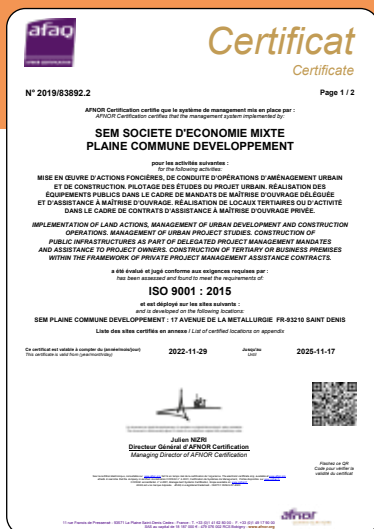 afaq
Certificat
Certificate
N° 2019/83892.2
Page 1 / 2
AFNOR Certification certifie que le système de management mis en place par :
AFNOR Certification certifies that the management system implemented by:
SEM SOCIETE D'ECONOMIE MIXTE
PLAINE COMMUNE DEVELOPPEMENT
pour les activités suivantes :
for the following activities:
MISE EN ŒUVRE D'ACTIONS FONCIÈRES, DE CONDUITE D'OPÉRATIONS D'AMÉNAGEMENT URBAIN
ET DE CONSTRUCTION. PILOTAGE DES ÉTUDES DU PROJET URBAIN. RÉALISATION DES
ÉQUIPEMENTS PUBLICS DANS LE CADRE DE MANDATS DE MAÎTRISE D'OUVRAGE DÉLÉGUÉE
ET D'ASSISTANCE À MAÎTRISE D'OUVRAGE. RÉALISATION DE LOCAUX TERTIAIRES OU D'ACTIVITÉ
DANS LE CADRE DE CONTRATS D'ASSISTANCE À MAÎTRISE D'OUVRAGE PRIVÉE.
IMPLEMENTATION OF LAND ACTIONS, MANAGEMENT OF URBAN DEVELOPMENT AND CONSTRUCTION
OPERATIONS. MANAGEMENT OF URBAN PROJECT STUDIES. CONSTRUCTION OF
PUBLIC INFRASTRUCTURES AS PART OF DELEGATED PROJECT MANAGEMENT MANDATES
AND ASSISTANCE TO PROJECT OWNERS. CONSTRUCTION OF TERTIARY OR BUSINESS PREMISES
WITHIN THE FRAMEWORK OF PRIVATE PROJECT MANAGEMENT ASSISTANCE CONTRACTS.
a été évalué et jugé conforme aux exigences requises par :
has been assessed and found to meet the requirements of:
ISO 9001 : 2015
et est déployé sur les sites suivants :
and is developed on the following locations:
SEM PLAINE COMMUNE DEVELOPPEMENT : 17 AVENUE DE LA METALLURGIE FR-93210 SAINT DENIS
Liste des sites certifiés en annexe / List of certified locations on appendix
Ce certificat est valable à compter du (année/mois/jour)
This certificate is valid from (year/month/day)
2022-11-29
Jusqu'au
Until
2025-11-17
Julien NIZRI
Directeur Général d'AFNOR Certification
Managing Director of AFNOR Certification
Flashez ce QR
Code pour vérifier la
validité du certificat
afnor